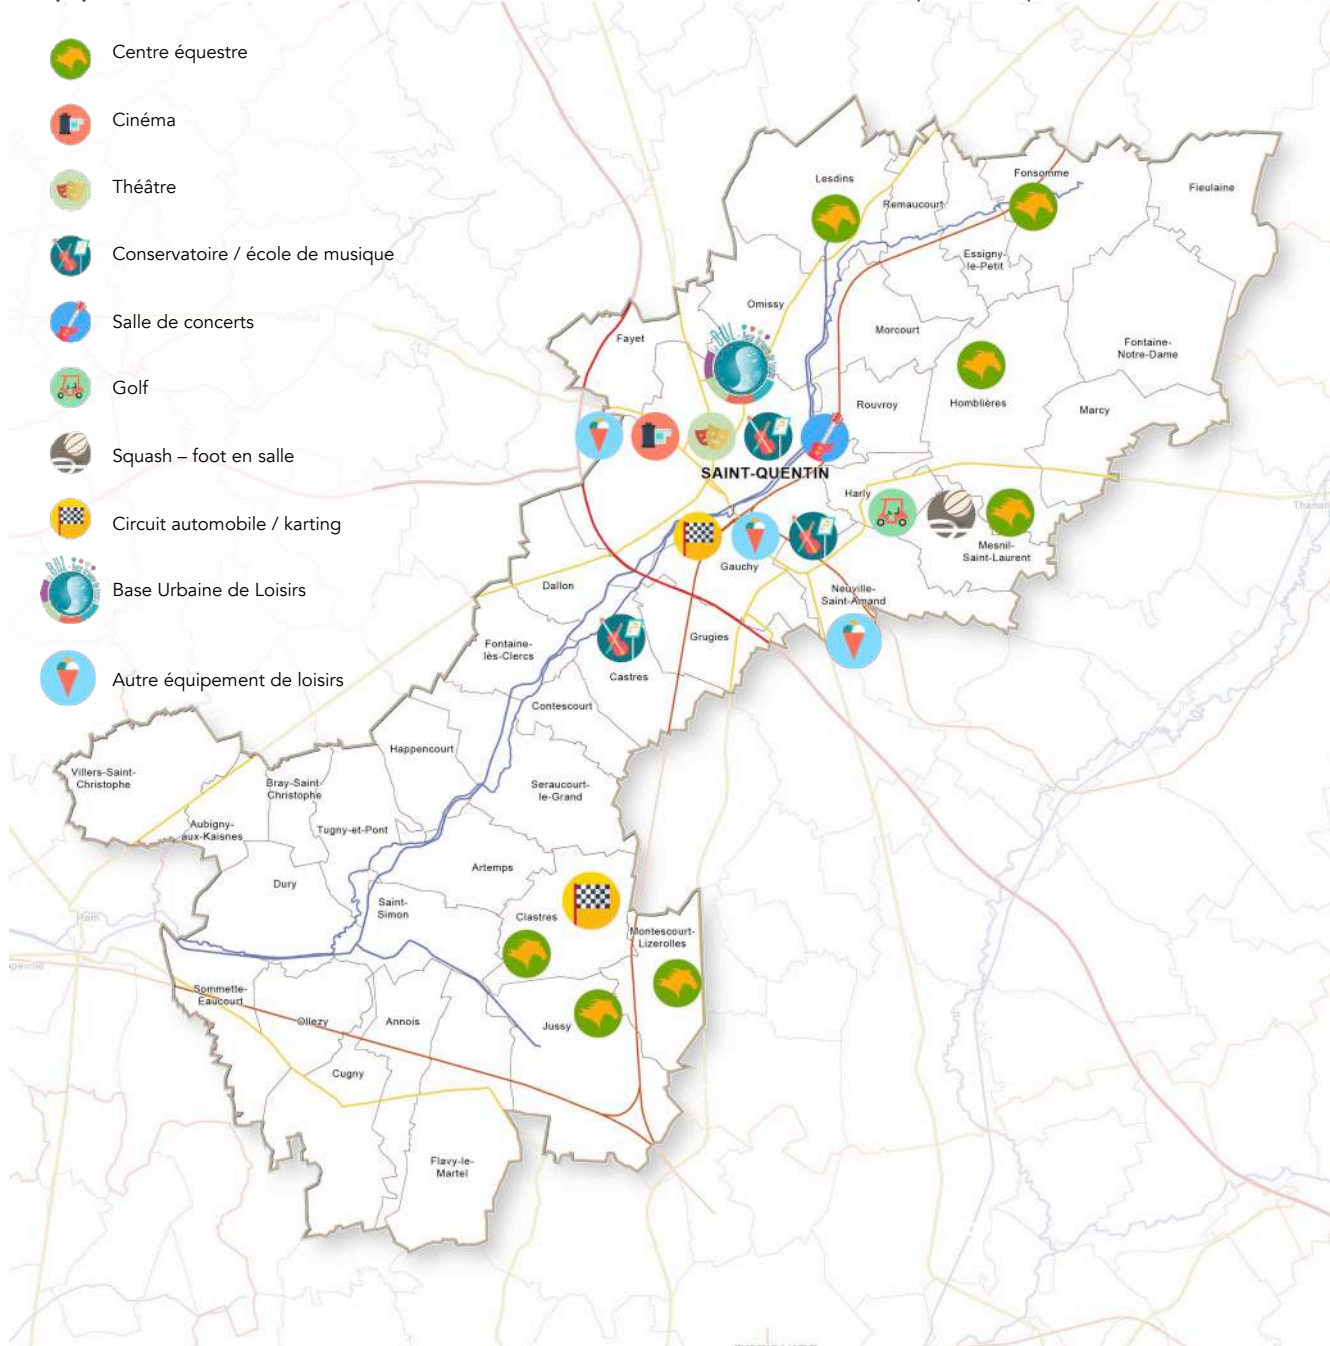 Centre équestre
Cinéma
Théâtre
Conservatoire / école de musique
Salle de concerts
Golf
Squash – foot en salle
Circuit automobile / karting
Base Urbaine de Loisirs
Autre équipement de loisirs
Lesdins
Remaucourt
Fonsomme
Fieulaine
Essigny-
le-Petit
Omissy
Morcourt
Fayet
Fontaine-
Notre-Dame
Homblières
Rouvroy
Marcy
SAINT-QUENTIN
Harly
Mesnil-
Saint-Laurent
Gauchy
Dallon
Neuville-
Saint-Amand
Grugies
Fontaine-
lès-Clercs
Castres
Contescourt
Happencourt
Villers-Saint-
Christophe
Bray-Saint-
Christophe
Seraucourt-
le-Grand
Aubigny-
aux-Kaisnes
Tugny-et-Pont
Artemps
Dury
Saint-
Simon
Clastres
Montescourt-
Lizerolles
Ham
Sommette-
Eaucourt
Ollezy
Annois
Jussy
Cugny
Flavy-le-
Martel